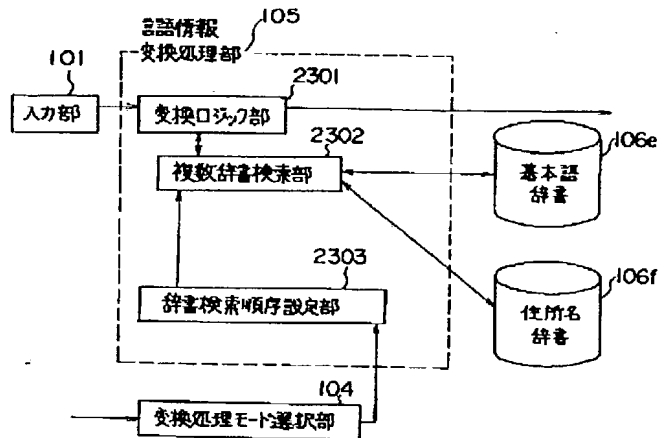 言語情報
変換処理部
105
101
入力部
2301
変換ロジック部
2302
複数辞書検索部
106e
基本語
辞書
2303
辞書検索順序設定部
106f
住所名
辞書
104
変換処理モード選択部